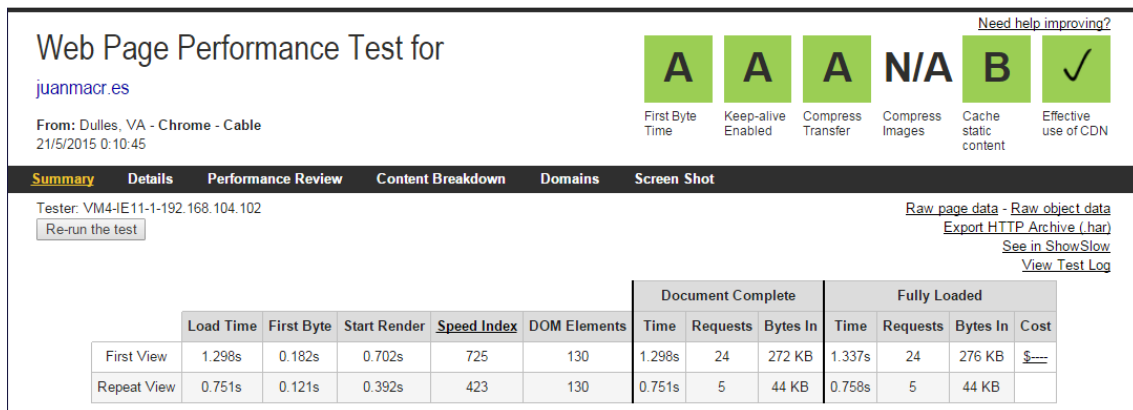 Need help improving?
Web Page Performance Test for
juanmacr.es
From: Dulles, VA - Chrome - Cable
21/5/2015 0:10:45
A A A N/A B ✓
First Byte Time
Keep-alive Enabled
Compress Transfer
Compress Images
Cache static content
Effective use of CDN
Summary Details Performance Review Content Breakdown Domains Screen Shot
Tester: VM4-IE11-1-192.168.104.102
Re-run the test
Raw page data - Raw object data
Export HTTP Archive (.har)
See in ShowSlow
View Test Log
Document Complete Fully Loaded
Load Time First Byte Start Render Speed Index DOM Elements Time Requests Bytes In Time Requests Bytes In Cost
First View 1.298s 0.182s 0.702s 725 130 1.298s 24 272 KB 1.337s 24 276 KB $----
Repeat View 0.751s 0.121s 0.392s 423 130 0.751s 5 44 KB 0.758s 5 44 KB